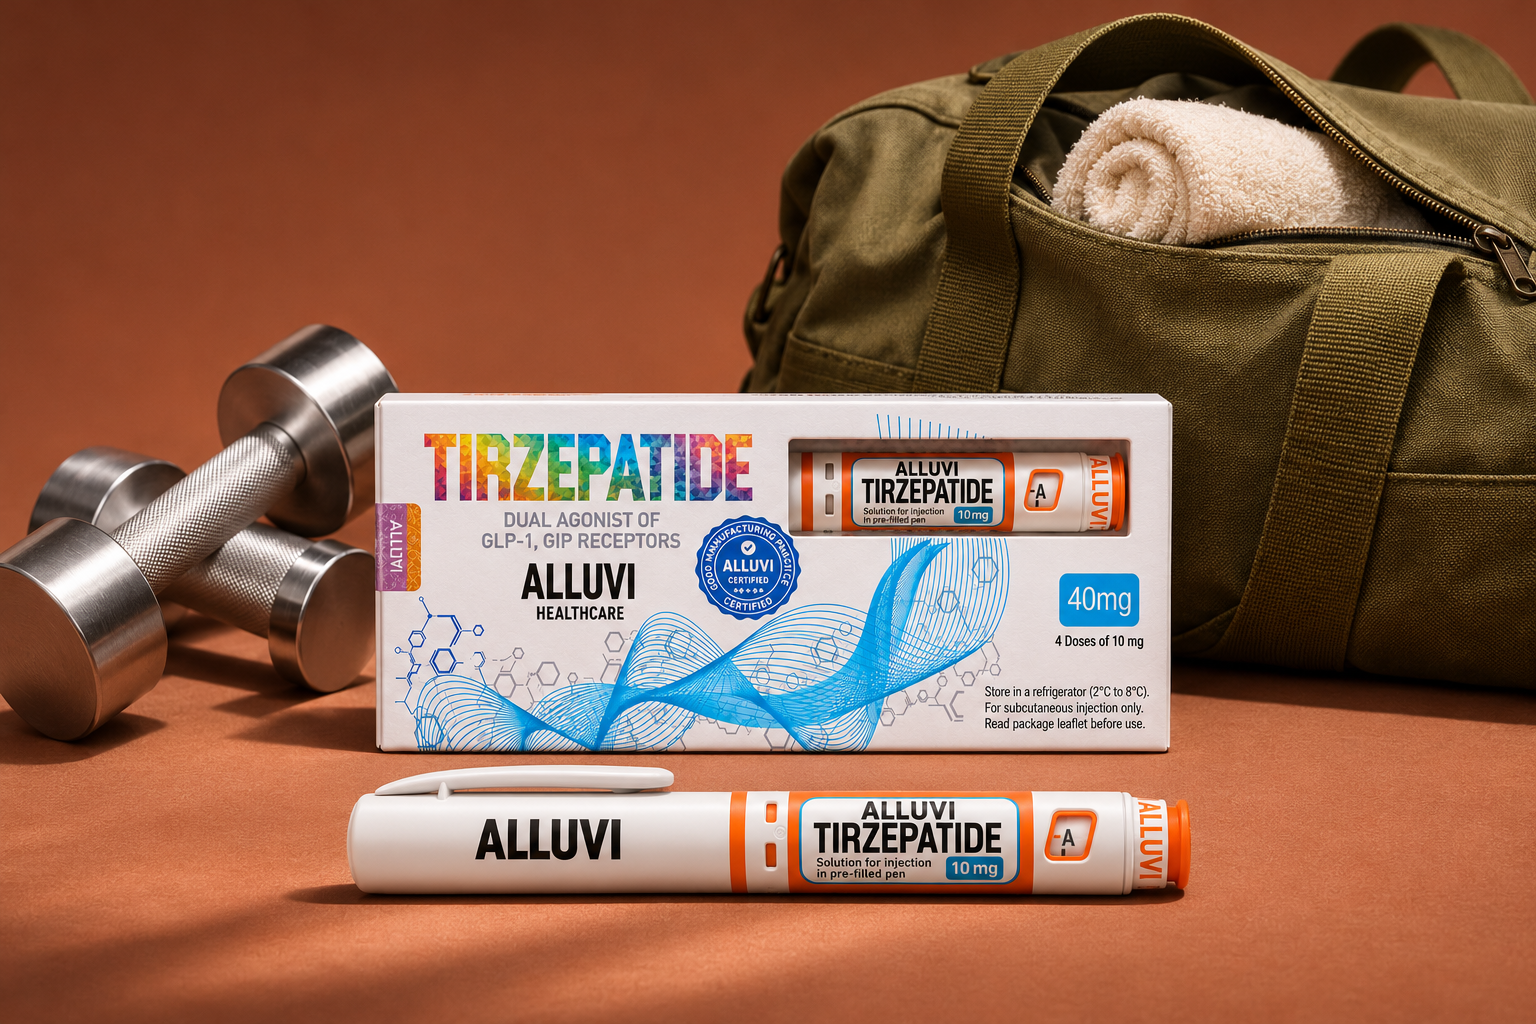 TIRZEPATIDE
DUAL AGONIST OF
GLP-1, GIP RECEPTORS
ALLUVI
HEALTHCARE
ALLUVI
GOOD MANUFACTURING PRACTICE
ALLUVI
CERTIFIED
CERTIFIED
ALLUVI
TIRZEPATIDE
Solution for injection
in pre-filled pen
10mg
-A
ALLUVI
40mg
4 Doses of 10 mg
Store in a refrigerator (2°C to 8°C).
For subcutaneous injection only.
Read package leaflet before use.
ALLUVI
ALLUVI
TIRZEPATIDE
Solution for injection
in pre-filled pen
10 mg
-A
ALLUVI